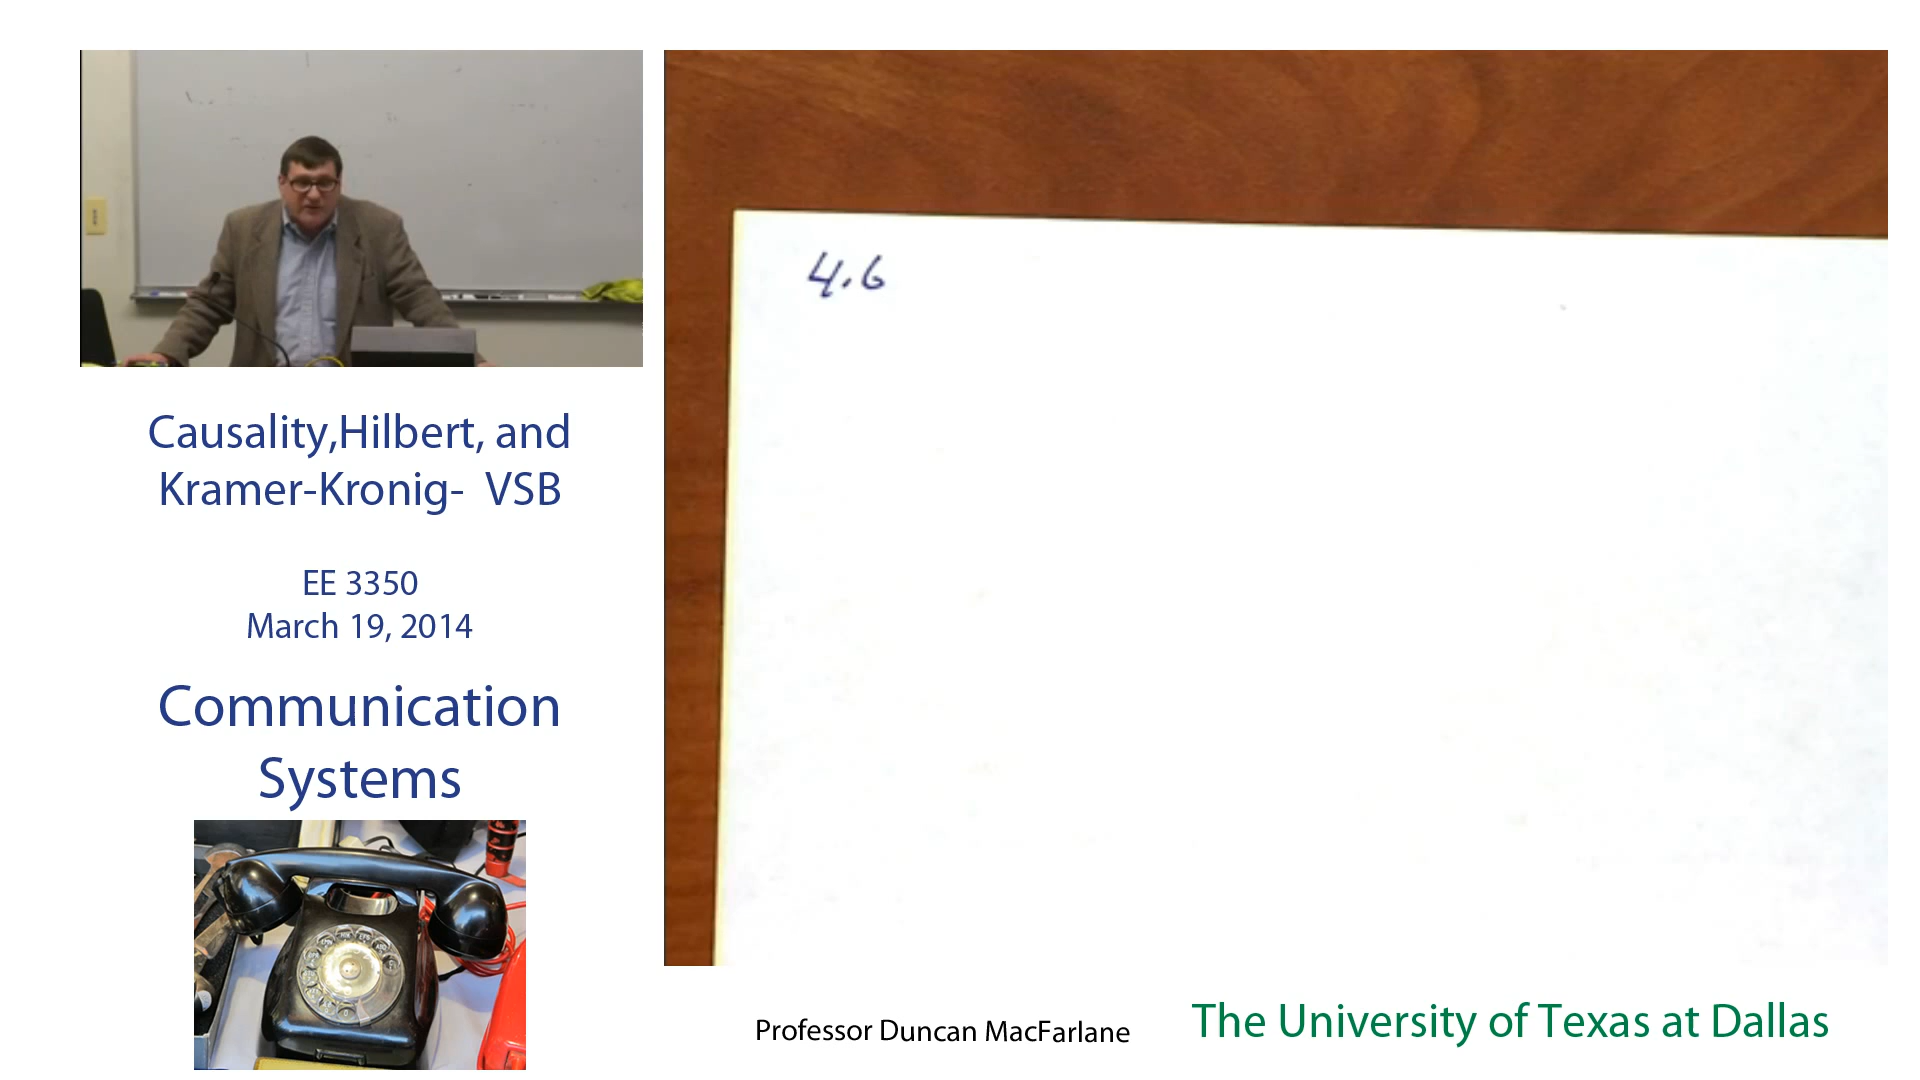 Causality,Hilbert, and
Kramer-Kronig- VSB
EE 3350
March 19, 2014
Communication
Systems
4.6
Professor Duncan MacFarlane
The University of Texas at Dallas